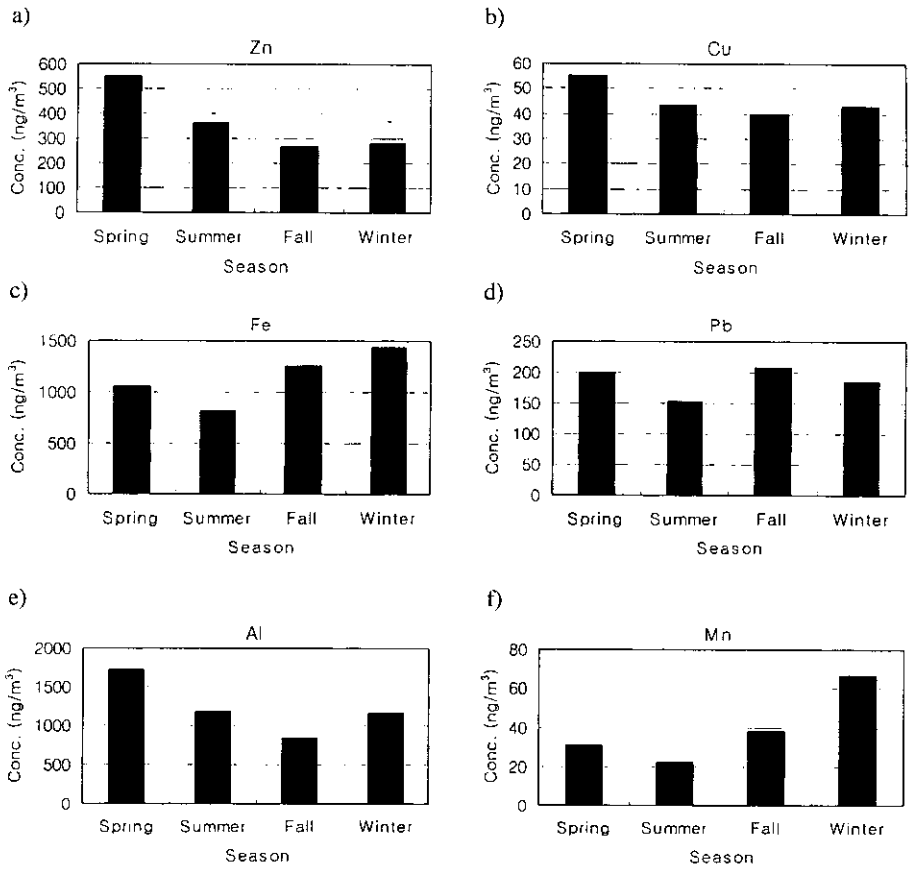 a)
Zn
600
500
400
300
200
100
0
Conc. (ng/m³)
Spring Summer Fall Winter
Season
b)
Cu
60
50
40
30
20
10
0
Conc. (ng/m³)
Spring Summer Fall Winter
Season
c)
Fe
1500
1000
500
0
Conc. (ng/m³)
Spring Summer Fall Winter
Season
d)
Pb
250
200
150
100
50
0
Conc. (ng/m³)
Spring Summer Fall Winter
Season
e)
Al
2000
1500
1000
500
0
Conc. (ng/m³)
Spring Summer Fall Winter
Season
f)
Mn
80
60
40
20
0
Conc. (ng/m³)
Spring Summer Fall Winter
Season